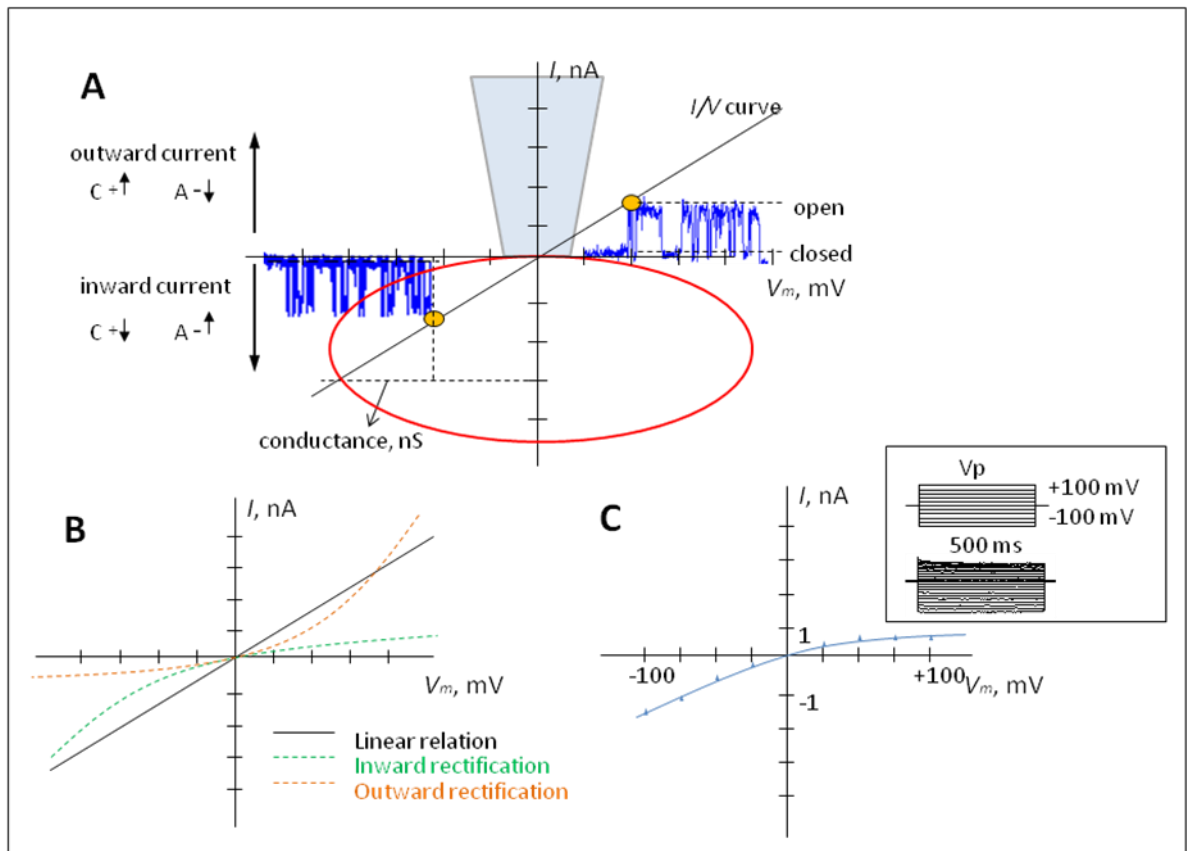 A
I, nA
I/V curve
outward current
C +↑ A -↓
open
closed
inward current
Vm, mV
C +↓ A -↑
conductance, nS
B
I, nA
Vm, mV
Linear relation
Inward rectification
Outward rectification
C
I, nA
Vp
+100 mV
-100 mV
500 ms
1
-100
+100
Vm, mV
-1